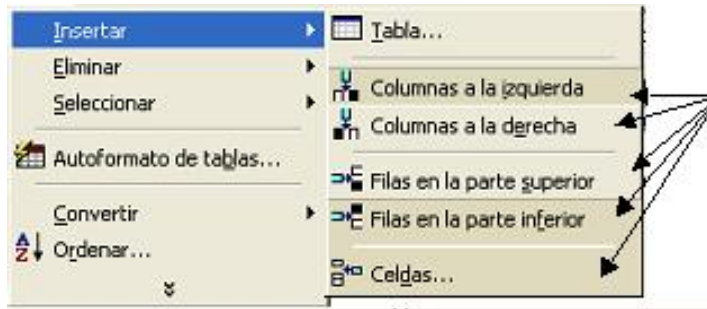 Insertar
Eliminar
Seleccionar
Autoformato de tablas...
Convertir
Ordenar...
Tabla...
Columnas a la izquierda
Columnas a la derecha
Filas en la parte superior
Filas en la parte inferior
Celdas...